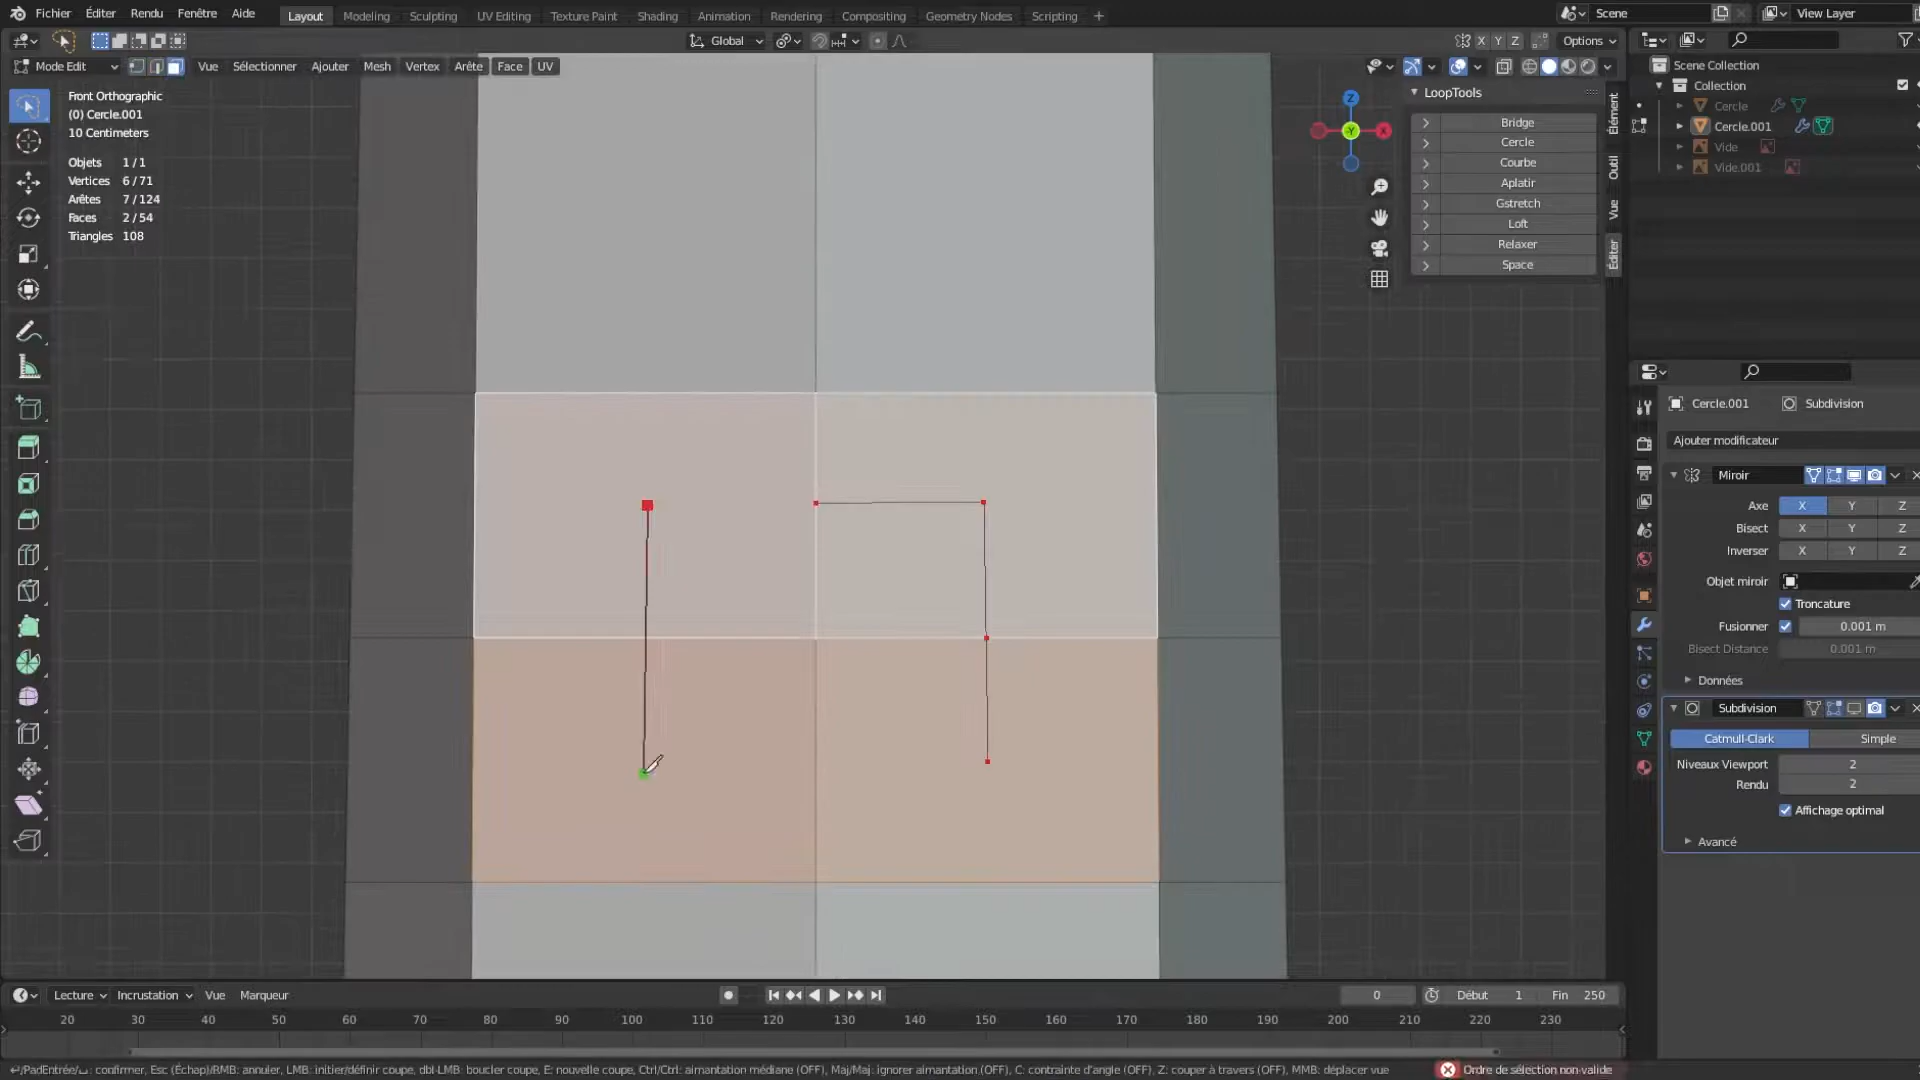 Fichier Éditer Rendu Fenêtre Aide Layout Modeling Sculpting UV Editing Texture Paint Shading Animation Rendering Compositing Geometry Nodes Scripting + Scene View Layer
Global X Y Z Options
Mode Edit Vue Sélectionner Ajouter Mesh Vertex Arête Face UV
Front Orthographic
(0) Cercle.001
10 Centimeters
Objets 1 / 1
Vertices 6 / 71
Arêtes 7 / 124
Faces 2 / 54
Triangles 108
Z
Y
X
LoopTools
Bridge
Cercle
Courbe
Aplatir
Gstretch
Loft
Relaxer
Space
Élément
Outil
Vue
Éditer
Scene Collection
Collection
Cercle
Cercle.001
Vide
Vide.001
Cercle.001 Subdivision
Ajouter modificateur
Miroir
Axe X Y Z
Bisect X Y Z
Inverser X Y Z
Objet miroir
Troncature
Fusionner 0.001 m
Bisect Distance 0.001 m
Données
Subdivision
Catmull-Clark Simple
Niveaux Viewport 2
Rendu 2
Affichage optimal
Avancé
Lecture Incrustation Vue Marqueur 0 Début 1 Fin 250
20 30 40 50 60 70 80 90 100 110 120 130 140 150 160 170 180 190 200 210 220 230
/PadEntrée/⎵: confirmer, Esc (Échap)/RMB: annuler, LMB: initier/définir coupe, dbl-LMB: boucler coupe, E: nouvelle coupe, Ctrl/Ctrl: aimantation médiane (OFF), Maj/Maj: ignorer aimantation (OFF), C: contrainte d'angle (OFF), Z: couper à travers (OFF), MMB: déplacer vue Ordre de sélection non-valide